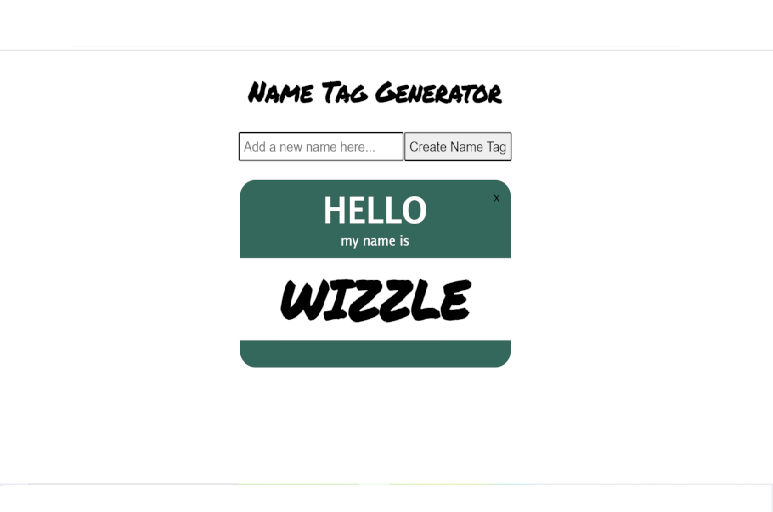 Name Tag Generator
Add a new name here... Create Name Tag
HELLO x
my name is
WIZZLE